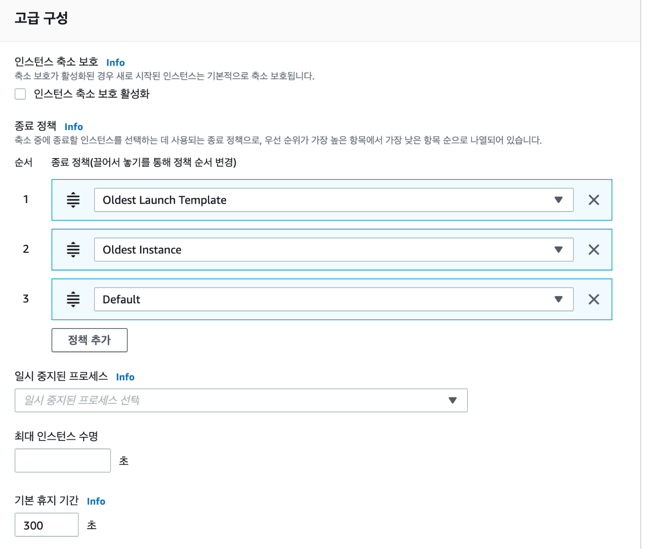 고급 구성
인스턴스 축소 보호 Info
축소 보호가 활성화된 경우 새로 시작된 인스턴스는 기본적으로 축소 보호됩니다.
인스턴스 축소 보호 활성화
종료 정책 Info
축소 중에 종료할 인스턴스를 선택하는 데 사용되는 종료 정책으로, 우선 순위가 가장 높은 항목에서 가장 낮은 항목 순으로 나열되어 있습니다.
순서 종료 정책(끌어서 놓기를 통해 정책 순서 변경)
1 Oldest Launch Template
2 Oldest Instance
3 Default
정책 추가
일시 중지된 프로세스 Info
일시 중지된 프로세스 선택
최대 인스턴스 수명
초
기본 휴지 기간 Info
300 초